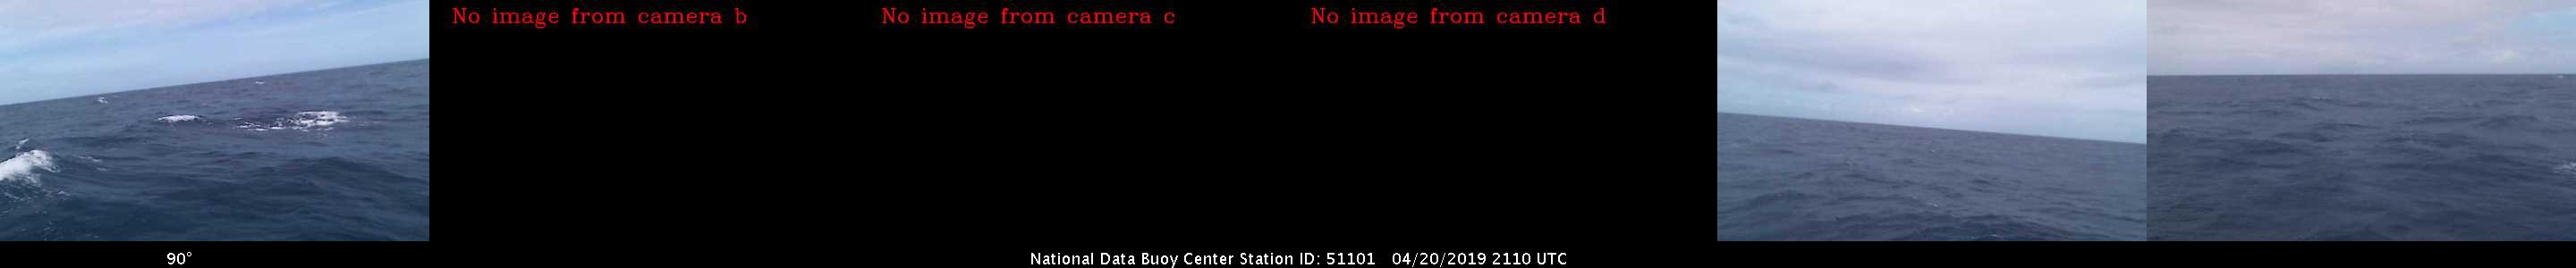 No image from camera b
No image from camera c
No image from camera d
90°
National Data Buoy Center Station ID: 51101 04/20/2019 2110 UTC